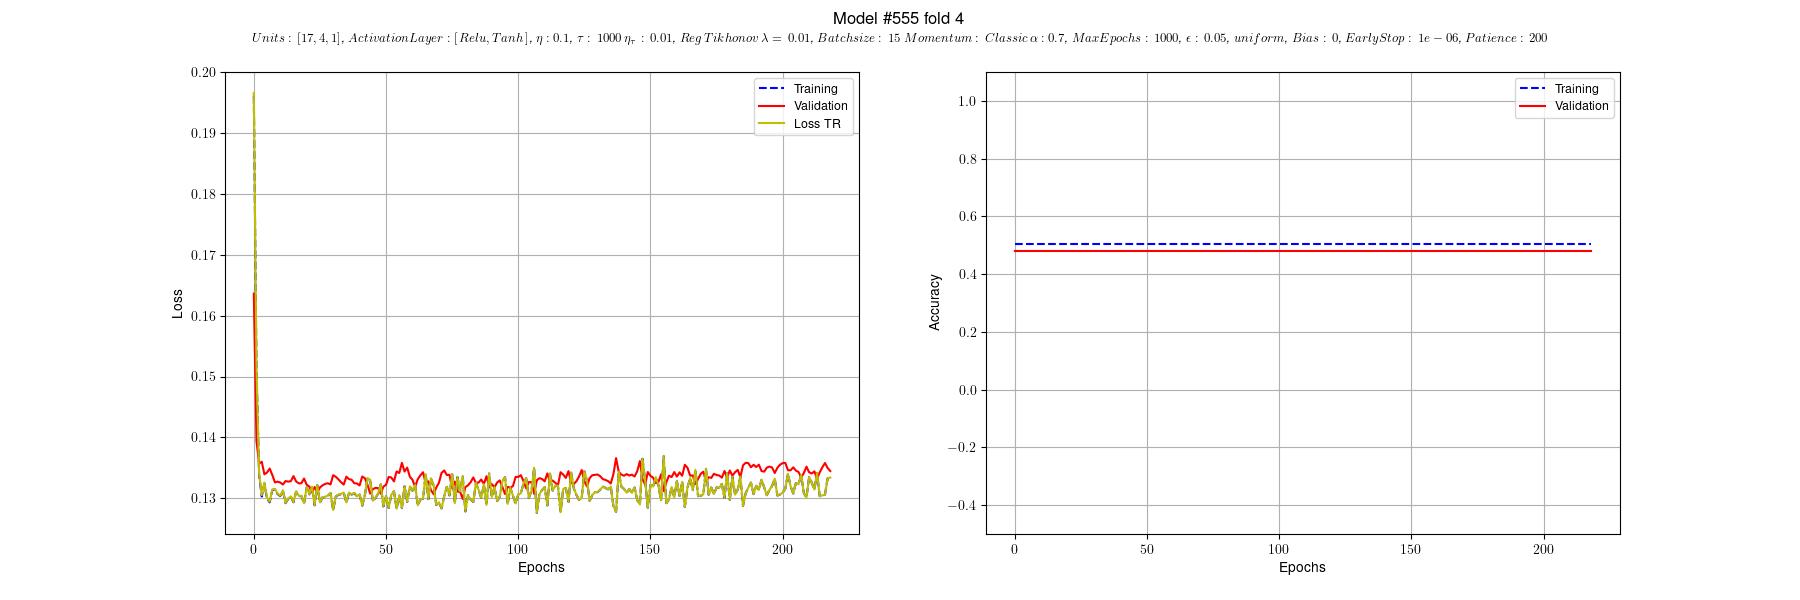 Model #555 fold 4
Units : [17, 4, 1], ActivationLayer : [Relu, Tanh], η : 0.1, τ : 1000 ητ : 0.01, Reg Tikhonov λ = 0.01, Batchsize : 15 Momentum : Classic α : 0.7, MaxEpochs : 1000, ϵ : 0.05, uniform, Bias : 0, EarlyStop : 1e − 06, Patience : 200
0.20
0.19
0.18
0.17
0.16
0.15
0.14
0.13
Loss
0 50 100 150 200
Epochs
Training
Validation
Loss TR
1.0
0.8
0.6
0.4
0.2
0.0
−0.2
−0.4
Accuracy
0 50 100 150 200
Epochs
Training
Validation